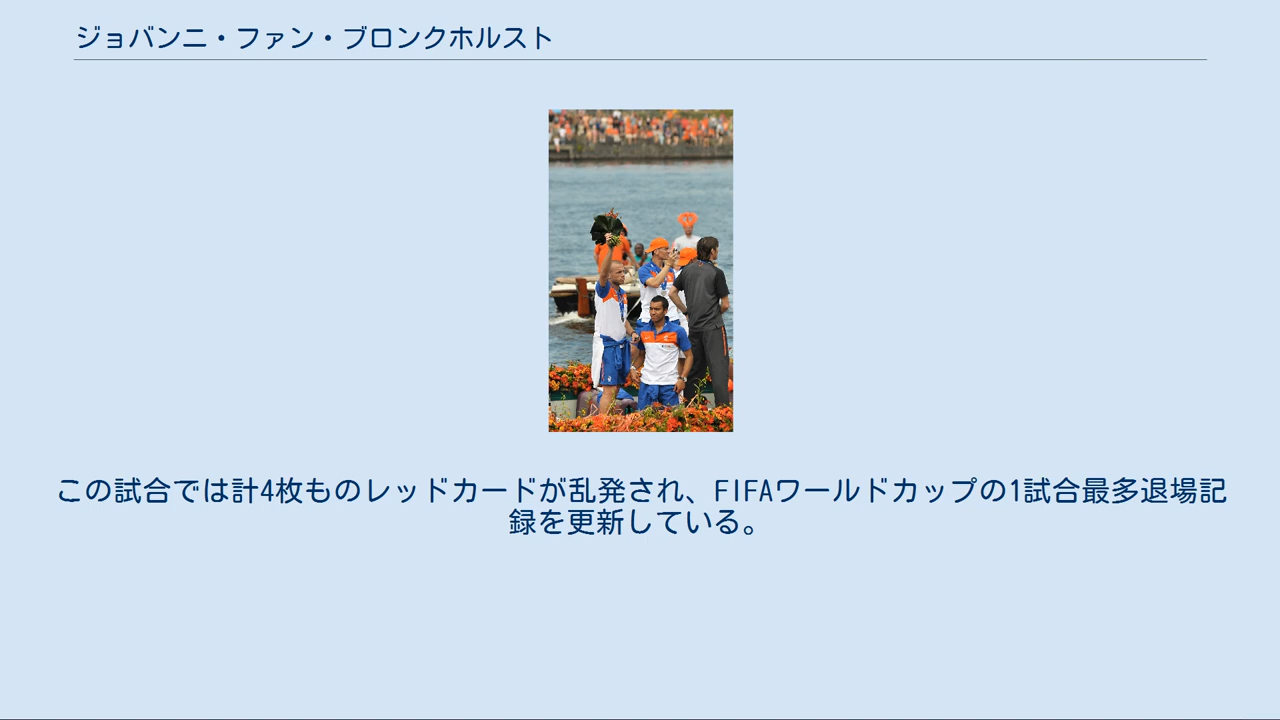 ジョバンニ・ファン・ブロンクホルスト
この試合では計4枚ものレッドカードが乱発され、FIFAワールドカップの1試合最多退場記
録を更新している。